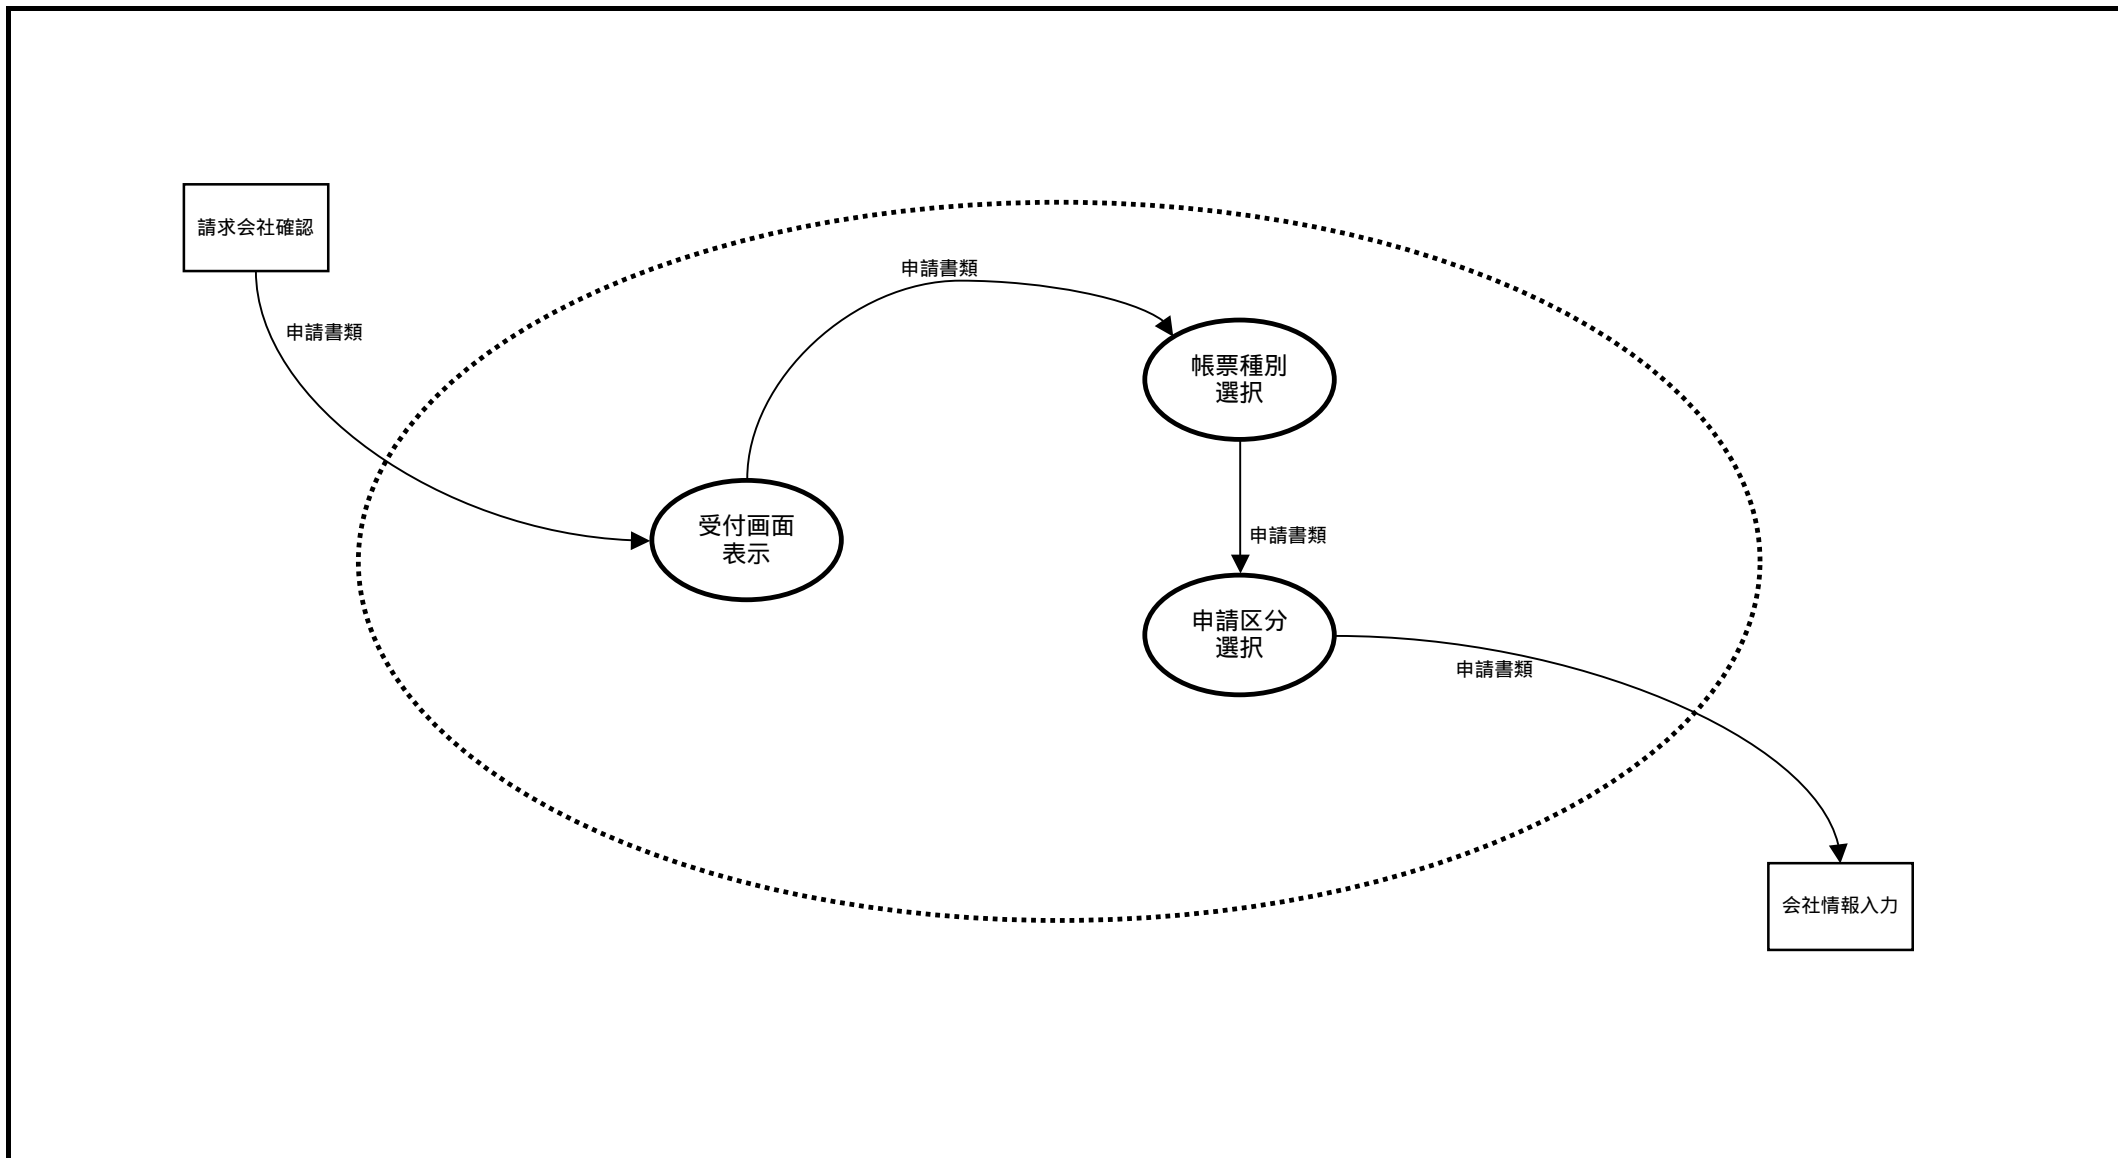 請求会社確認
申請書類
申請書類
帳票種別
選択
受付画面
表示
申請書類
申請区分
選択
申請書類
会社情報入力